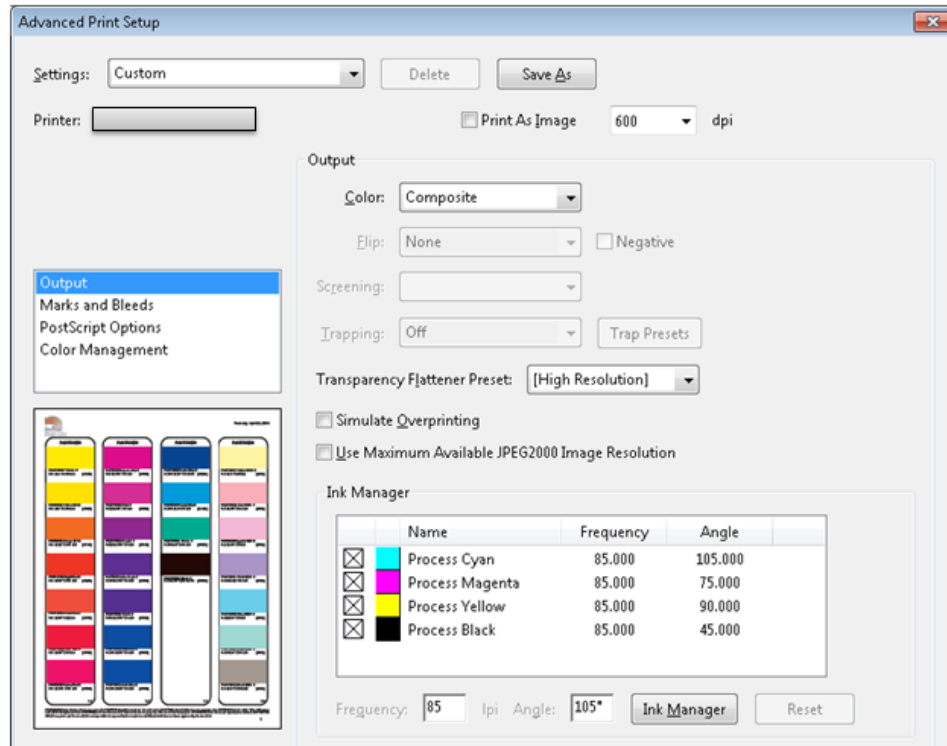 Advanced Print Setup
Settings: Custom Delete Save As
Printer: Print As Image 600 dpi
Output
Color: Composite
Flip: None Negative
Screening:
Trapping: Off Trap Presets
Transparency Flattener Preset: [High Resolution]
Simulate Overprinting
Use Maximum Available JPEG2000 Image Resolution
Output
Marks and Bleeds
PostScript Options
Color Management
Ink Manager
Name Frequency Angle
Process Cyan 85.000 105.000
Process Magenta 85.000 75.000
Process Yellow 85.000 90.000
Process Black 85.000 45.000
Frequency: 85 lpi Angle: 105° Ink Manager Reset